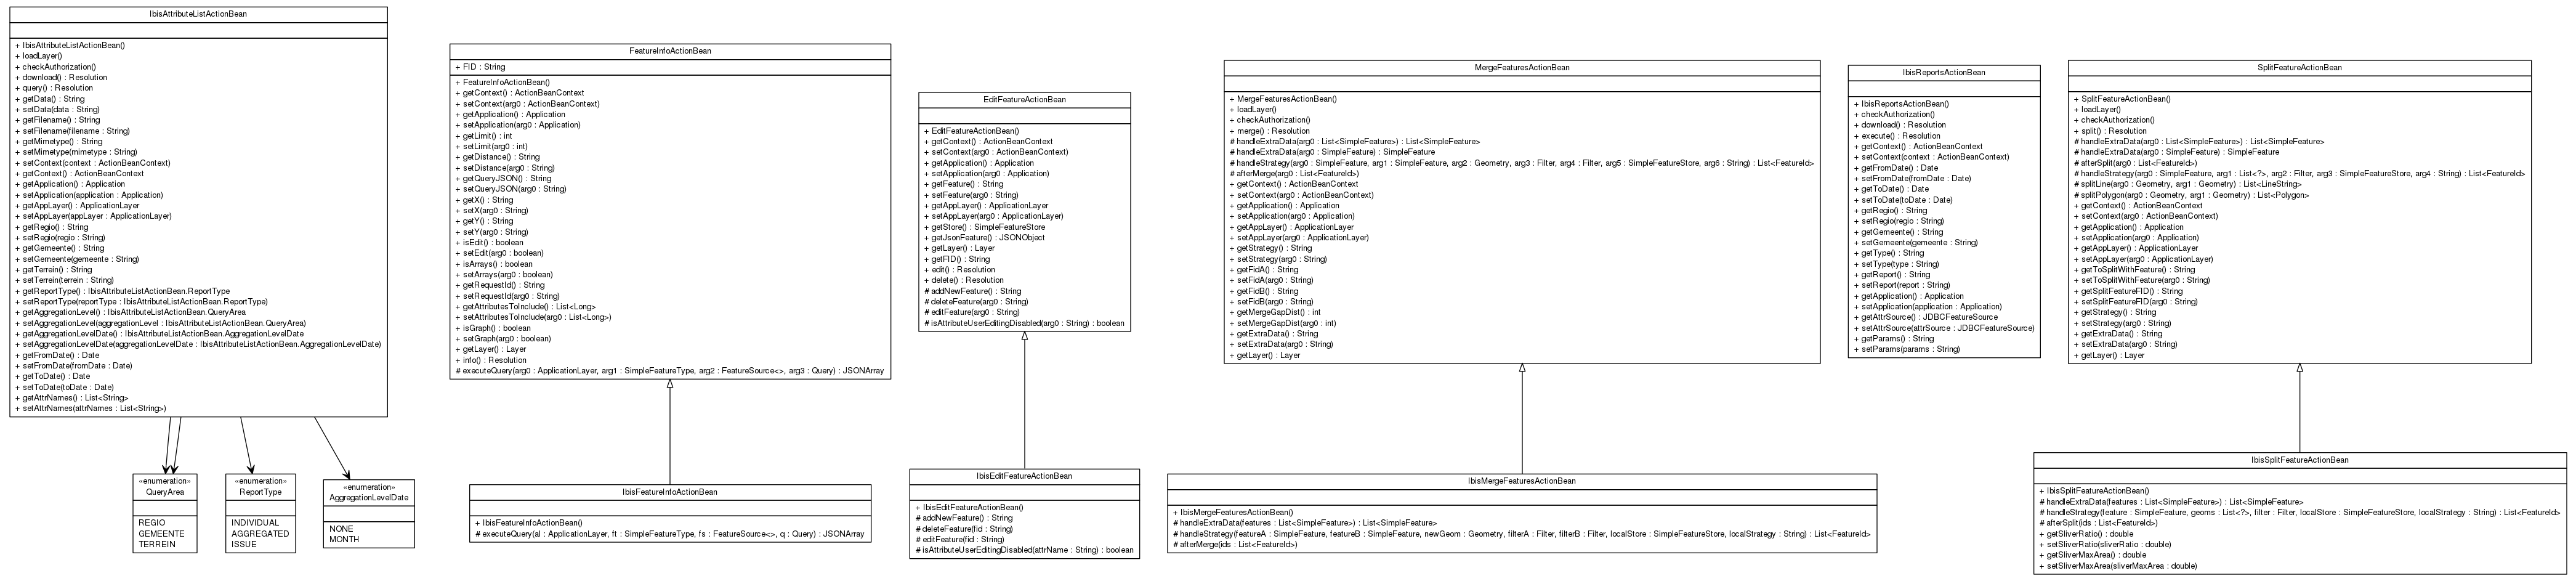 IbisAttributeListActionBean
+ IbisAttributeListActionBean()
+ loadLayer()
+ checkAuthorization()
+ download() : Resolution
+ query() : Resolution
+ getData() : String
+ setData(data : String)
+ getFilename() : String
+ setFilename(filename : String)
+ getMimetype() : String
+ setMimetype(mimetype : String)
+ setContext(context : ActionBeanContext)
+ getContext() : ActionBeanContext
+ getApplication() : Application
+ setApplication(application : Application)
+ getAppLayer() : ApplicationLayer
+ setAppLayer(appLayer : ApplicationLayer)
+ getRegio() : String
+ setRegio(regio : String)
+ getGemeente() : String
+ setGemeente(gemeente : String)
+ getTerrein() : String
+ setTerrein(terrein : String)
+ getReportType() : IbisAttributeListActionBean.ReportType
+ setReportType(reportType : IbisAttributeListActionBean.ReportType)
+ getAggregationLevel() : IbisAttributeListActionBean.QueryArea
+ setAggregationLevel(aggregationLevel : IbisAttributeListActionBean.QueryArea)
+ getAggregationLevelDate() : IbisAttributeListActionBean.AggregationLevelDate
+ setAggregationLevelDate(aggregationLevelDate : IbisAttributeListActionBean.AggregationLevelDate)
+ getFromDate() : Date
+ setFromDate(fromDate : Date)
+ getToDate() : Date
+ setToDate(toDate : Date)
+ getAttrNames() : List<String>
+ setAttrNames(attrNames : List<String>)
«enumeration»
QueryArea
REGIO
GEMEENTE
TERREIN
«enumeration»
ReportType
INDIVIDUAL
AGGREGATED
ISSUE
«enumeration»
AggregationLevelDate
NONE
MONTH
FeatureInfoActionBean
+ FID : String
+ FeatureInfoActionBean()
+ getContext() : ActionBeanContext
+ setContext(arg0 : ActionBeanContext)
+ getApplication() : Application
+ setApplication(arg0 : Application)
+ getLimit() : int
+ setLimit(arg0 : int)
+ getDistance() : String
+ setDistance(arg0 : String)
+ getQueryJSON() : String
+ setQueryJSON(arg0 : String)
+ getX() : String
+ setX(arg0 : String)
+ getY() : String
+ setY(arg0 : String)
+ isEdit() : boolean
+ setEdit(arg0 : boolean)
+ isArrays() : boolean
+ setArrays(arg0 : boolean)
+ getRequestId() : String
+ setRequestId(arg0 : String)
+ getAttributesToInclude() : List<Long>
+ setAttributesToInclude(arg0 : List<Long>)
+ isGraph() : boolean
+ setGraph(arg0 : boolean)
+ getLayer() : Layer
+ info() : Resolution
# executeQuery(arg0 : ApplicationLayer, arg1 : SimpleFeatureType, arg2 : FeatureSource<>, arg3 : Query) : JSONArray
IbisFeatureInfoActionBean
+ IbisFeatureInfoActionBean()
# executeQuery(al : ApplicationLayer, ft : SimpleFeatureType, fs : FeatureSource<>, q : Query) : JSONArray
EditFeatureActionBean
+ EditFeatureActionBean()
+ getContext() : ActionBeanContext
+ setContext(arg0 : ActionBeanContext)
+ getApplication() : Application
+ setApplication(arg0 : Application)
+ getFeature() : String
+ setFeature(arg0 : String)
+ getAppLayer() : ApplicationLayer
+ setAppLayer(arg0 : ApplicationLayer)
+ getStore() : SimpleFeatureStore
+ getJsonFeature() : JSONObject
+ getLayer() : Layer
+ getFID() : String
+ edit() : Resolution
+ delete() : Resolution
# addNewFeature() : String
# deleteFeature(arg0 : String)
# editFeature(arg0 : String)
# isAttributeUserEditingDisabled(arg0 : String) : boolean
IbisEditFeatureActionBean
+ IbisEditFeatureActionBean()
# addNewFeature() : String
# deleteFeature(fid : String)
# editFeature(fid : String)
# isAttributeUserEditingDisabled(attrName : String) : boolean
MergeFeaturesActionBean
+ MergeFeaturesActionBean()
+ loadLayer()
+ checkAuthorization()
+ merge() : Resolution
# handleExtraData(arg0 : List<SimpleFeature>) : List<SimpleFeature>
# handleExtraData(arg0 : SimpleFeature) : SimpleFeature
# handleStrategy(arg0 : SimpleFeature, arg1 : SimpleFeature, arg2 : Geometry, arg3 : Filter, arg4 : Filter, arg5 : SimpleFeatureStore, arg6 : String) : List<FeatureId>
# afterMerge(arg0 : List<FeatureId>)
+ getContext() : ActionBeanContext
+ setContext(arg0 : ActionBeanContext)
+ getApplication() : Application
+ setApplication(arg0 : Application)
+ getAppLayer() : ApplicationLayer
+ setAppLayer(arg0 : ApplicationLayer)
+ getStrategy() : String
+ setStrategy(arg0 : String)
+ getFidA() : String
+ setFidA(arg0 : String)
+ getFidB() : String
+ setFidB(arg0 : String)
+ getMergeGapDist() : int
+ setMergeGapDist(arg0 : int)
+ getExtraData() : String
+ setExtraData(arg0 : String)
+ getLayer() : Layer
IbisMergeFeaturesActionBean
+ IbisMergeFeaturesActionBean()
# handleExtraData(features : List<SimpleFeature>) : List<SimpleFeature>
# handleStrategy(featureA : SimpleFeature, featureB : SimpleFeature, newGeom : Geometry, filterA : Filter, filterB : Filter, localStore : SimpleFeatureStore, localStrategy : String) : List<FeatureId>
# afterMerge(ids : List<FeatureId>)
IbisReportsActionBean
+ IbisReportsActionBean()
+ checkAuthorization()
+ download() : Resolution
+ execute() : Resolution
+ getContext() : ActionBeanContext
+ setContext(context : ActionBeanContext)
+ getFromDate() : Date
+ setFromDate(fromDate : Date)
+ getToDate() : Date
+ setToDate(toDate : Date)
+ getRegio() : String
+ setRegio(regio : String)
+ getGemeente() : String
+ setGemeente(gemeente : String)
+ getType() : String
+ setType(type : String)
+ getReport() : String
+ setReport(report : String)
+ getApplication() : Application
+ setApplication(application : Application)
+ getAttrSource() : JDBCFeatureSource
+ setAttrSource(attrSource : JDBCFeatureSource)
+ getParams() : String
+ setParams(params : String)
SplitFeatureActionBean
+ SplitFeatureActionBean()
+ loadLayer()
+ checkAuthorization()
+ split() : Resolution
# handleExtraData(arg0 : List<SimpleFeature>) : List<SimpleFeature>
# handleExtraData(arg0 : SimpleFeature) : SimpleFeature
# afterSplit(arg0 : List<FeatureId>)
# handleStrategy(arg0 : SimpleFeature, arg1 : List<?>, arg2 : Filter, arg3 : SimpleFeatureStore, arg4 : String) : List<FeatureId>
# splitLine(arg0 : Geometry, arg1 : Geometry) : List<LineString>
# splitPolygon(arg0 : Geometry, arg1 : Geometry) : List<Polygon>
+ getContext() : ActionBeanContext
+ setContext(arg0 : ActionBeanContext)
+ getApplication() : Application
+ setApplication(arg0 : Application)
+ getAppLayer() : ApplicationLayer
+ setAppLayer(arg0 : ApplicationLayer)
+ getToSplitWithFeature() : String
+ setToSplitWithFeature(arg0 : String)
+ getSplitFeatureFID() : String
+ setSplitFeatureFID(arg0 : String)
+ getStrategy() : String
+ setStrategy(arg0 : String)
+ getExtraData() : String
+ setExtraData(arg0 : String)
+ getLayer() : Layer
IbisSplitFeatureActionBean
+ IbisSplitFeatureActionBean()
# handleExtraData(features : List<SimpleFeature>) : List<SimpleFeature>
# handleStrategy(feature : SimpleFeature, geoms : List<?>, filter : Filter, localStore : SimpleFeatureStore, localStrategy : String) : List<FeatureId>
# afterSplit(ids : List<FeatureId>)
+ getSliverRatio() : double
+ setSliverRatio(sliverRatio : double)
+ getSliverMaxArea() : double
+ setSliverMaxArea(sliverMaxArea : double)